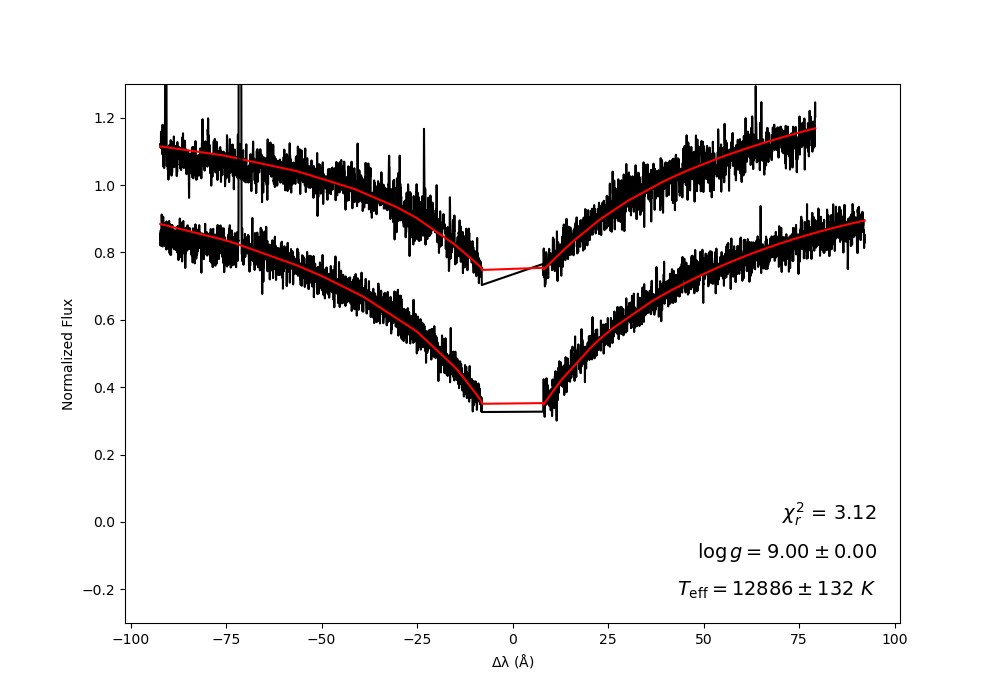 1.2
1.0
0.8
0.6
0.4
0.2
0.0
−0.2
Normalized Flux
χ²ᵣ = 3.12
log g = 9.00 ± 0.00
T_eff = 12886 ± 132 K
−100 −75 −50 −25 0 25 50 75 100
Δλ (Å)